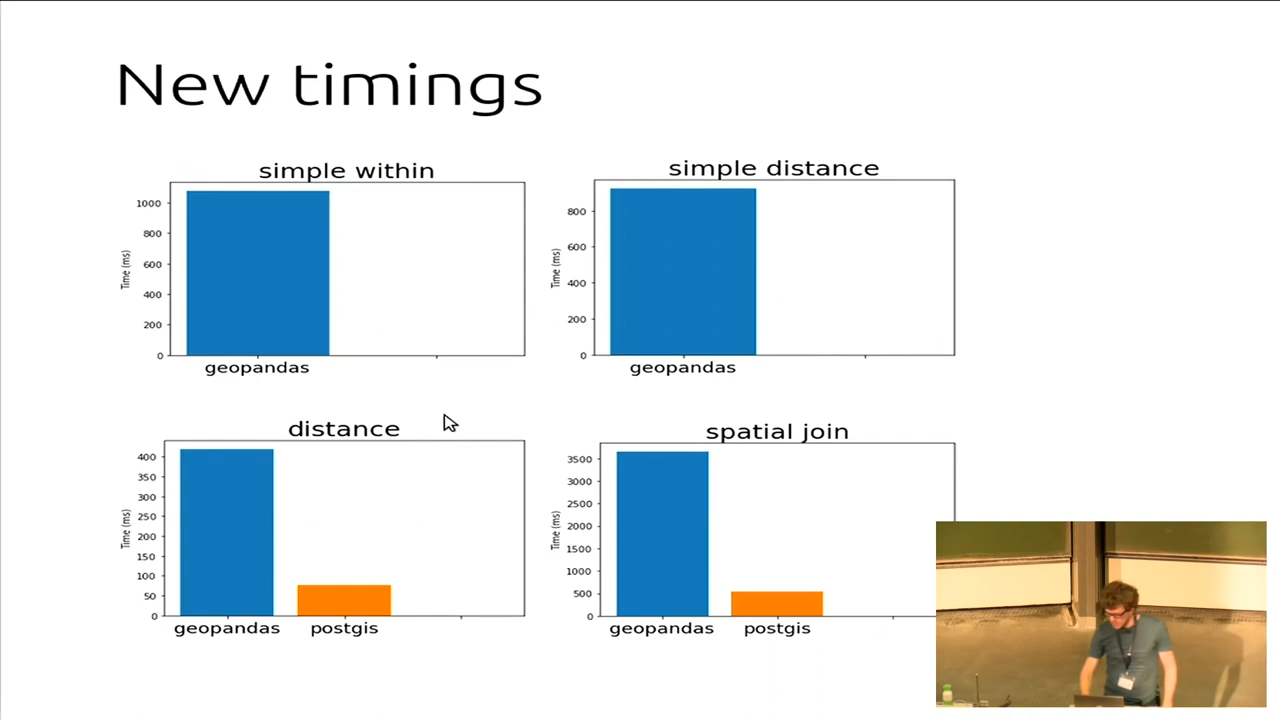 New timings
simple within
1000
800
600
400
200
0
Time (ms)
geopandas
simple distance
800
600
400
200
0
Time (ms)
geopandas
distance
400
350
300
250
200
150
100
50
0
Time (ms)
geopandas postgis
spatial join
3500
3000
2500
2000
1500
1000
500
0
Time (ms)
geopandas postgis